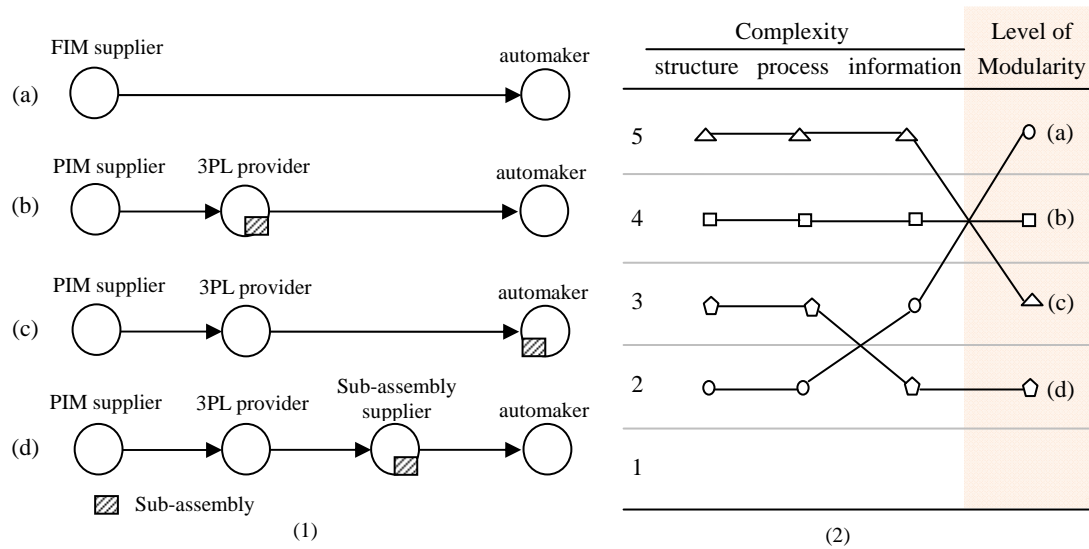 FIM supplier
automaker
(a)
PIM supplier
3PL provider
automaker
(b)
PIM supplier
3PL provider
automaker
(c)
Sub-assembly
supplier
PIM supplier
3PL provider
automaker
(d)
Sub-assembly
(1)
Complexity
Level of
structure process information Modularity
5 (a)
4 (b)
3 (c)
2 (d)
1
(2)